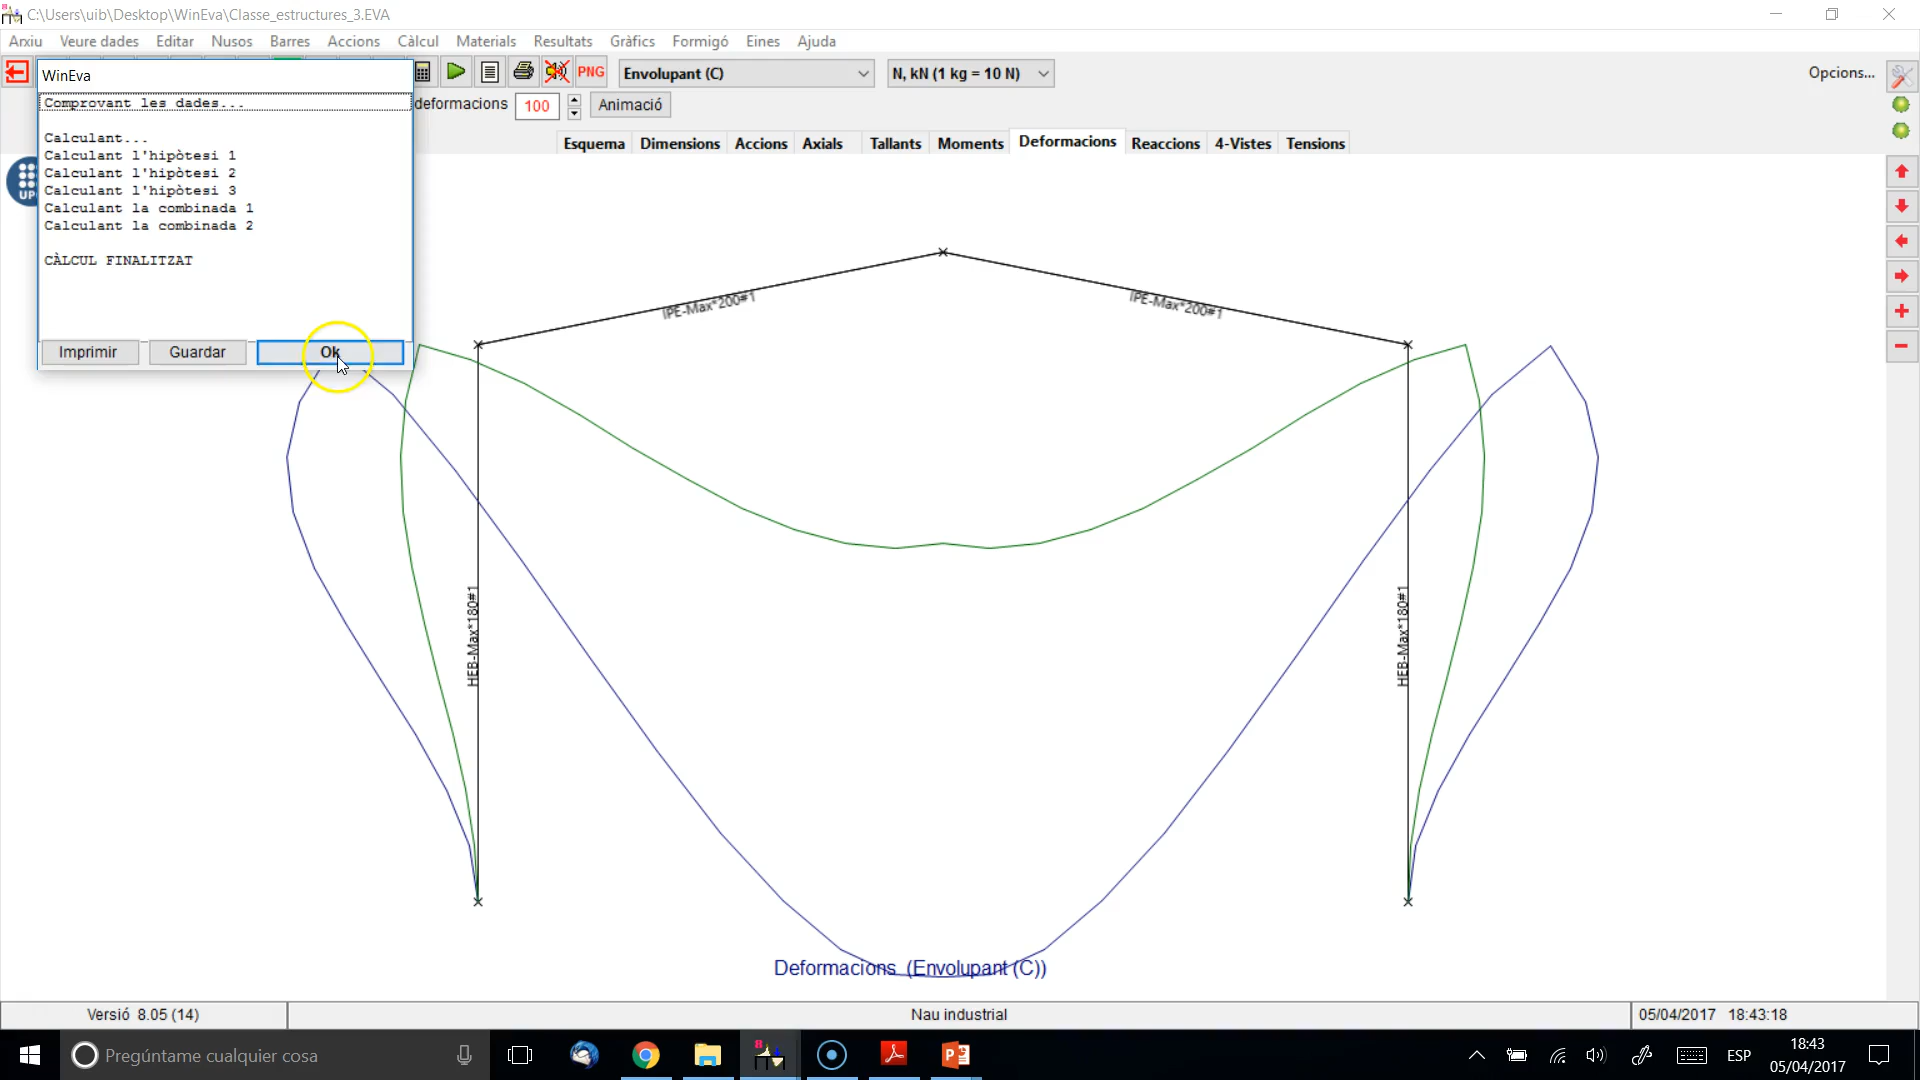 C:\Users\uib\Desktop\WinEva\Classe_estructures_3.EVA
Arxiu Veure dades Editar Nusos Barres Accions Càlcul Materials Resultats Gràfics Formigó Eines Ajuda
WinEva
PNG
Envolupant (C)
N, kN (1 kg = 10 N)
Opcions...
deformacions 100 Animació
Esquema Dimensions Accions Axials Tallants Moments Deformacions Reaccions 4-Vistes Tensions
Comprovant les dades...
Calculant...
Calculant l'hipòtesi 1
Calculant l'hipòtesi 2
Calculant l'hipòtesi 3
Calculant la combinada 1
Calculant la combinada 2
CÀLCUL FINALITZAT
Imprimir Guardar Ok
IPE-Max*200#1
IPE-Max*200#1
HEB-Max*180#1
HEB-Max*180#1
Deformacions (Envolupant (C))
Versió 8.05 (14) Nau industrial 05/04/2017 18:43:18
Pregúntame cualquier cosa
ESP
18:43
05/04/2017